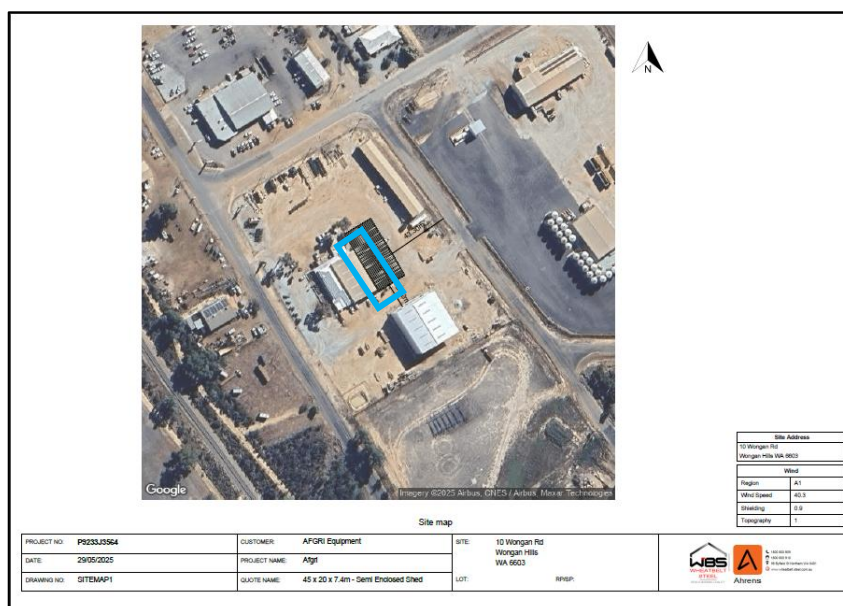 N
Google
Imagery ©2025 Airbus, CNES / Airbus, Maxar Technologies
Site map
Site Address
10 Wongan Rd
Wongan Hills WA 6603
Wind
Region A1
Wind Speed 40.3
Shielding 0.9
Topography 1
PROJECT NO: P9233J3564
CUSTOMER: AFGRI Equipment
SITE: 10 Wongan Rd
Wongan Hills
WA 6603
DATE: 29/05/2025
PROJECT NAME: Afgri
DRAWING NO: SITEMAP1
QUOTE NAME: 45 x 20 x 7.4m - Semi Enclosed Shed
LOT:
RP/SP:
WBS
WHEATBELT
STEEL
Ahrens